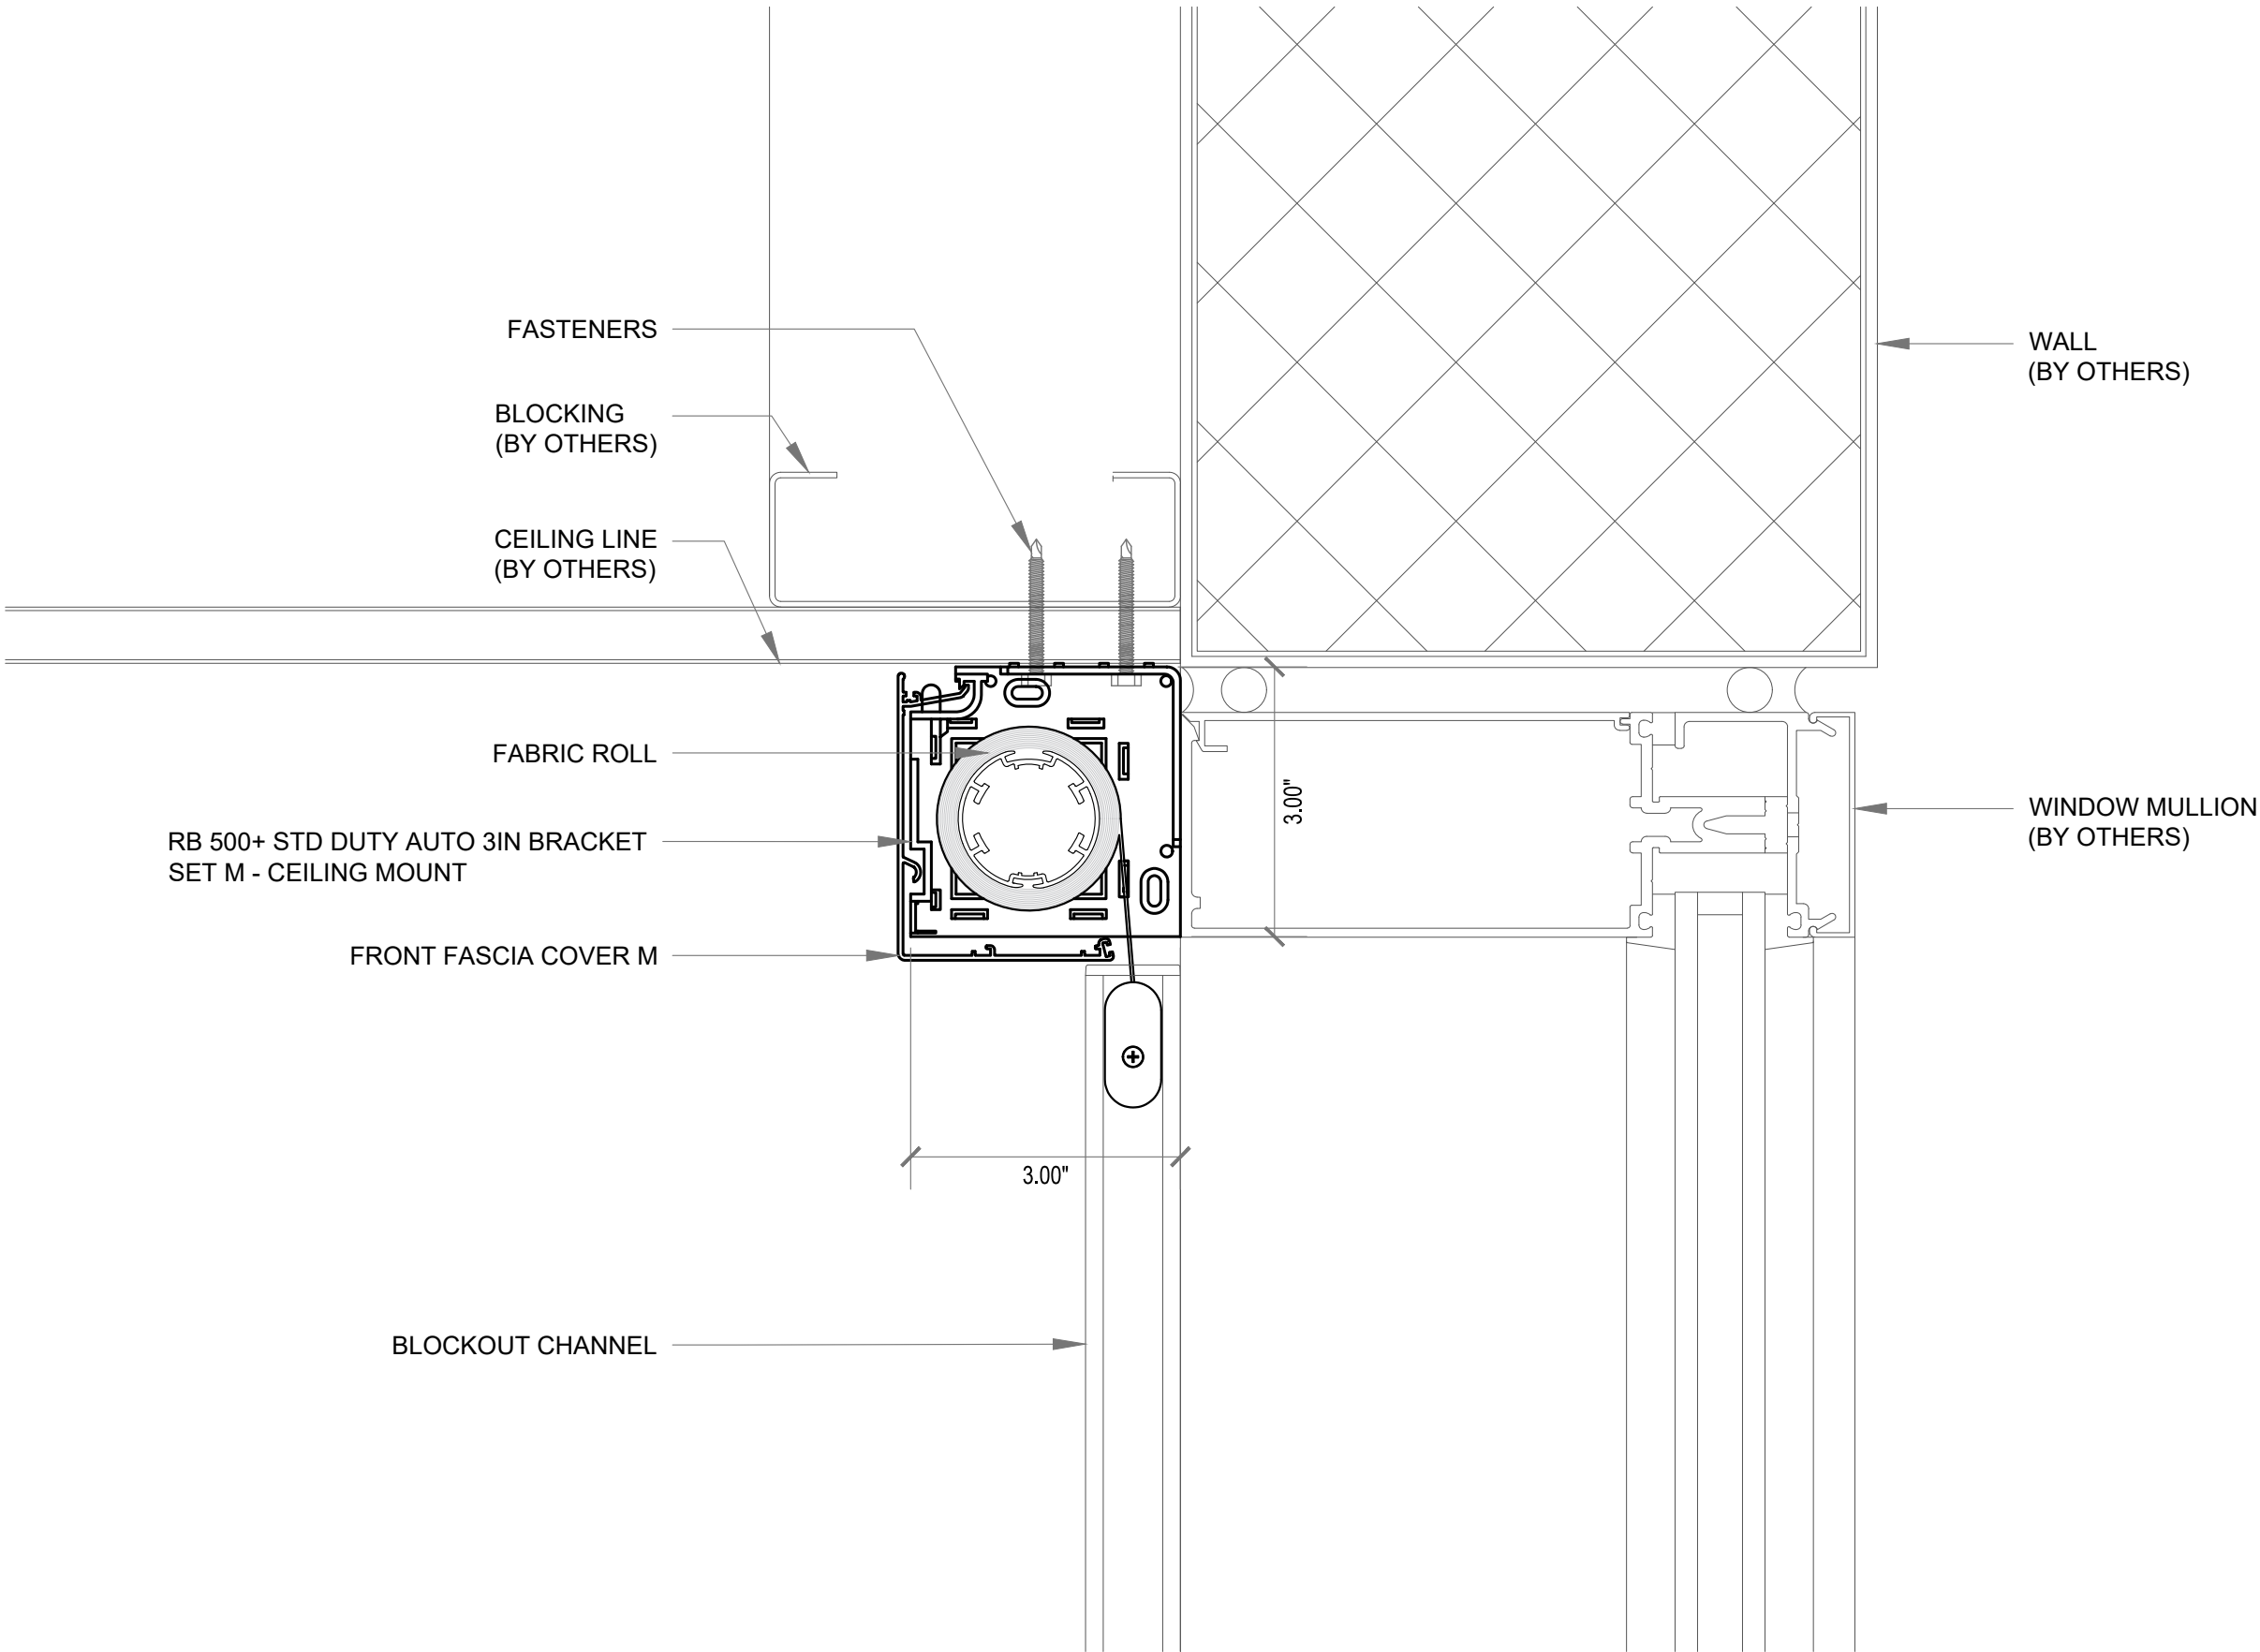 FASTENERS
WALL
(BY OTHERS)
BLOCKING
(BY OTHERS)
CEILING LINE
(BY OTHERS)
FABRIC ROLL
3.00"
WINDOW MULLION
(BY OTHERS)
RB 500+ STD DUTY AUTO 3IN BRACKET
SET M - CEILING MOUNT
FRONT FASCIA COVER M
3.00"
BLOCKOUT CHANNEL